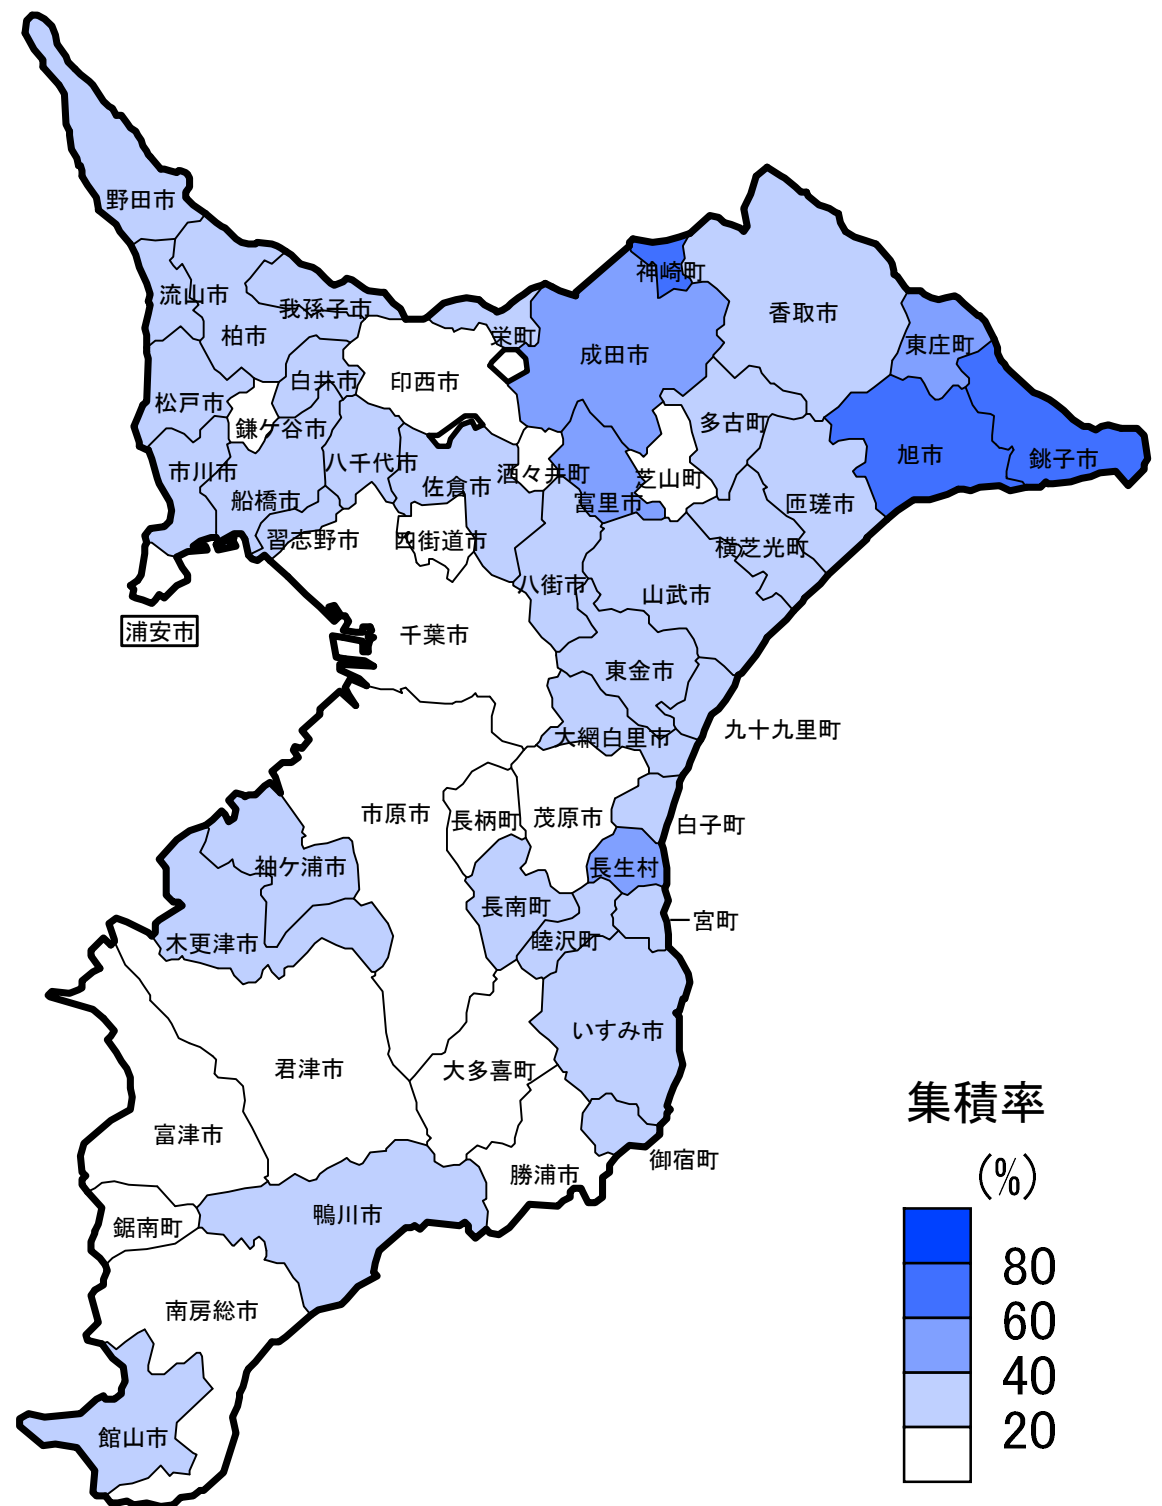 野田市
流山市
我孫子市
柏市
栄町
神崎町
香取市
成田市
東庄町
白井市
印西市
松戸市
鎌ケ谷市
多古町
旭市
銚子市
市川市
八千代市
佐倉市
酒々井町
芝山町
船橋市
富里市
匝瑳市
習志野市
四街道市
横芝光町
八街市
山武市
浦安市
千葉市
東金市
大網白里市
九十九里町
市原市
長柄町
茂原市
白子町
袖ケ浦市
長生村
長南町
一宮町
木更津市
睦沢町
いすみ市
君津市
大多喜町
富津市
御宿町
勝浦市
鋸南町
鴨川市
南房総市
館山市
集積率
(%)
80
60
40
20